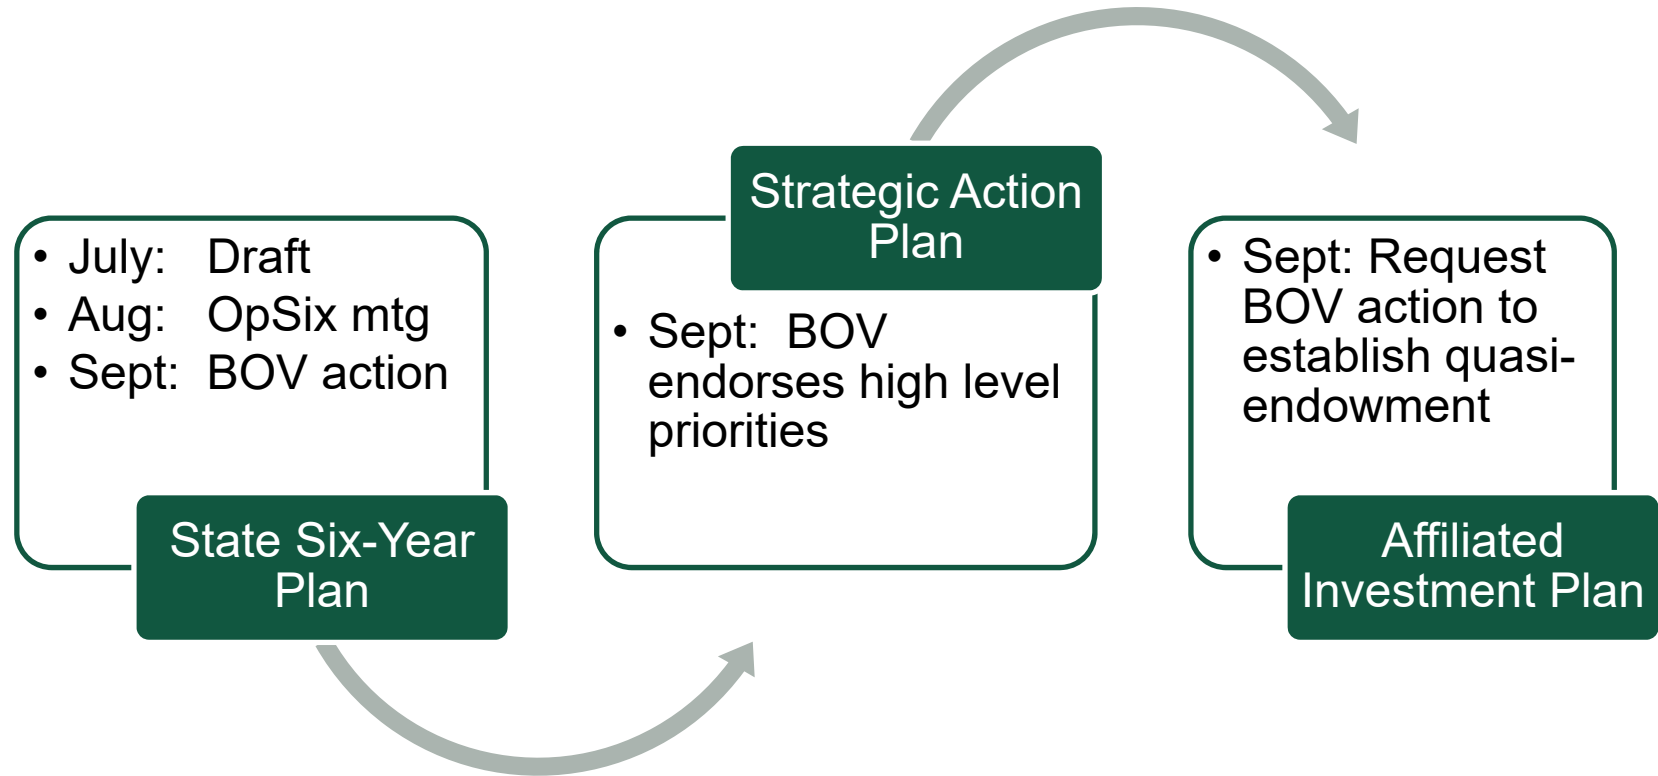 • July: Draft
• Aug: OpSix mtg
• Sept: BOV action
State Six-Year
Plan
Strategic Action
Plan
• Sept: BOV
endorses high level
priorities
• Sept: Request
BOV action to
establish quasi-
endowment
Affiliated
Investment Plan